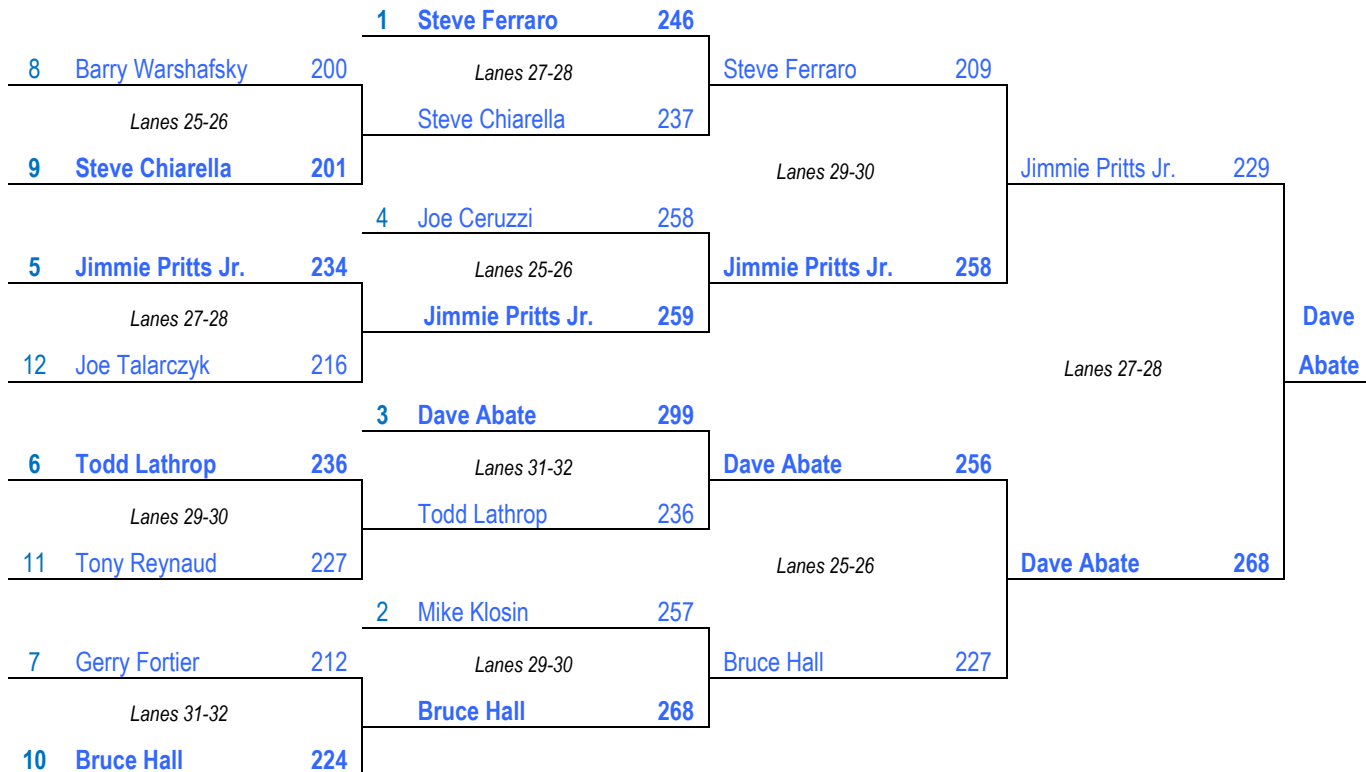 1 Steve Ferraro 246
8 Barry Warshafsky 200 Lanes 27-28 Steve Ferraro 209
Lanes 25-26 Steve Chiarella 237
9 Steve Chiarella 201 Lanes 29-30 Jimmie Pritts Jr. 229
4 Joe Ceruzzi 258
5 Jimmie Pritts Jr. 234 Lanes 25-26 Jimmie Pritts Jr. 258
Lanes 27-28 Jimmie Pritts Jr. 259 Dave
12 Joe Talarczyk 216 Lanes 27-28 Abate
3 Dave Abate 299
6 Todd Lathrop 236 Lanes 31-32 Dave Abate 256
Lanes 29-30 Todd Lathrop 236
11 Tony Reynaud 227 Lanes 25-26 Dave Abate 268
2 Mike Klosin 257
7 Gerry Fortier 212 Lanes 29-30 Bruce Hall 227
Lanes 31-32 Bruce Hall 268
10 Bruce Hall 224